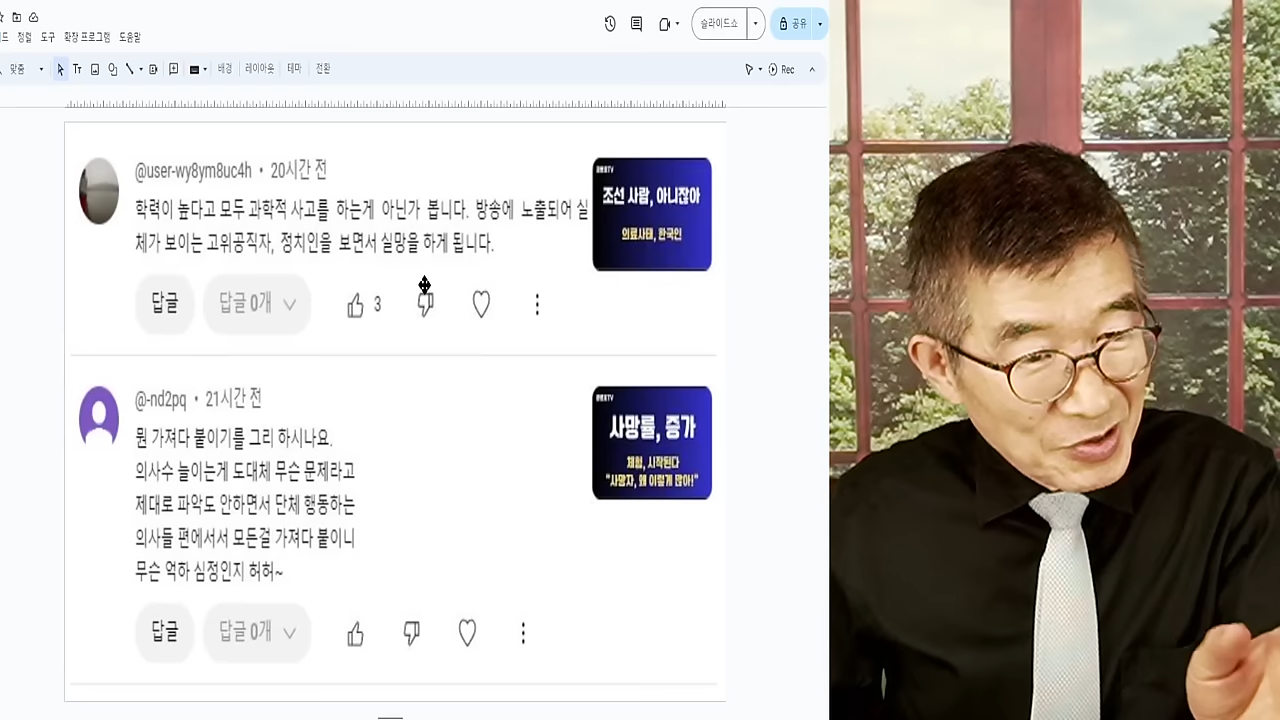 정렬 도구 확장 프로그램 도움말
슬라이드쇼
공유
맞춤
Tт
배경 레이아웃 테마 전환
Rec
@user-wy8ym8uc4h • 20시간 전
학력이 높다고 모두 과학적 사고를 하는게 아닌가 봅니다. 방송에 노출되어 실
체가 보이는 고위공직자, 정치인을 보면서 실망을 하게 됩니다.
답글
답글 0개
3
조선 사람, 아니잖아
의료사태, 한국인
@-nd2pq • 21시간 전
뭔 가져다 붙이기를 그리 하시나요.
의사수 늘이는게 도대체 무슨 문제라고
제대로 파악도 안하면서 단체 행동하는
의사들 편에서서 모든걸 가져다 붙이니
무슨 억하 심정인지 허허~
답글
답글 0개
사망률, 증가
체험, 시작된다
"사망자, 왜 이렇게 많아!"